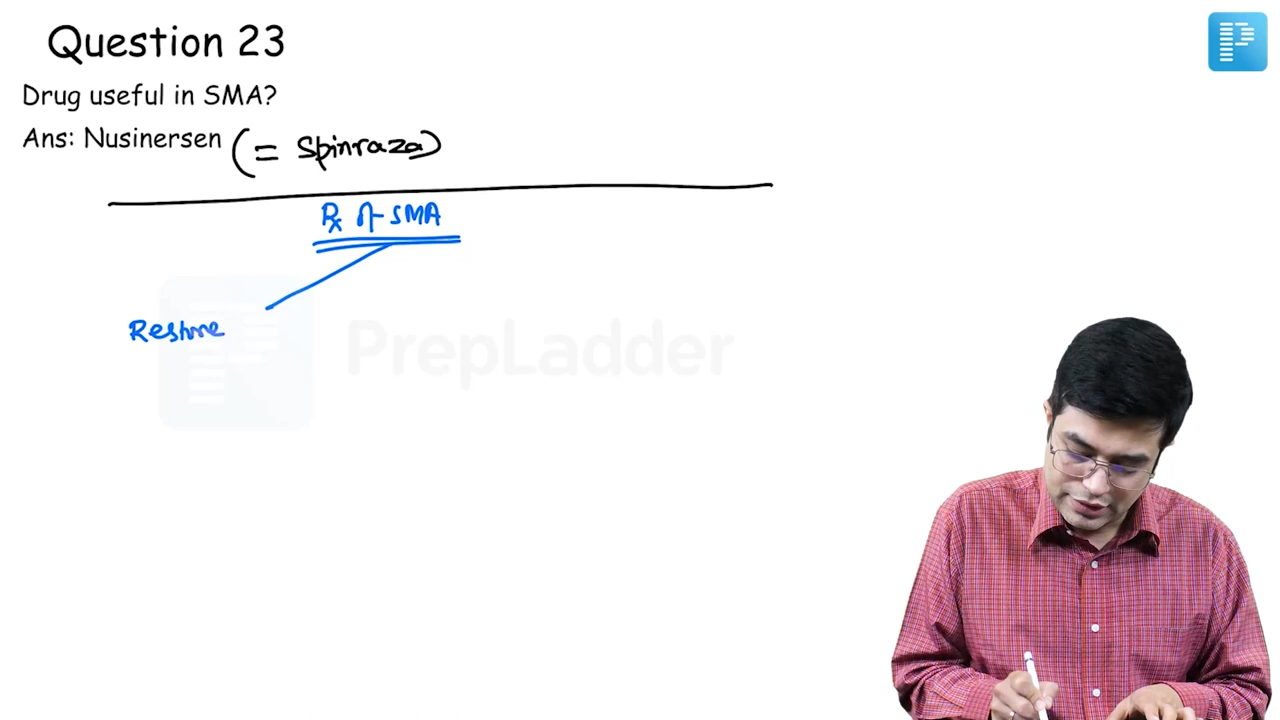 Question 23
Drug useful in SMA?
Ans: Nusinersen (= Spinraza)
Rx of SMA
Restore
PrepLadder